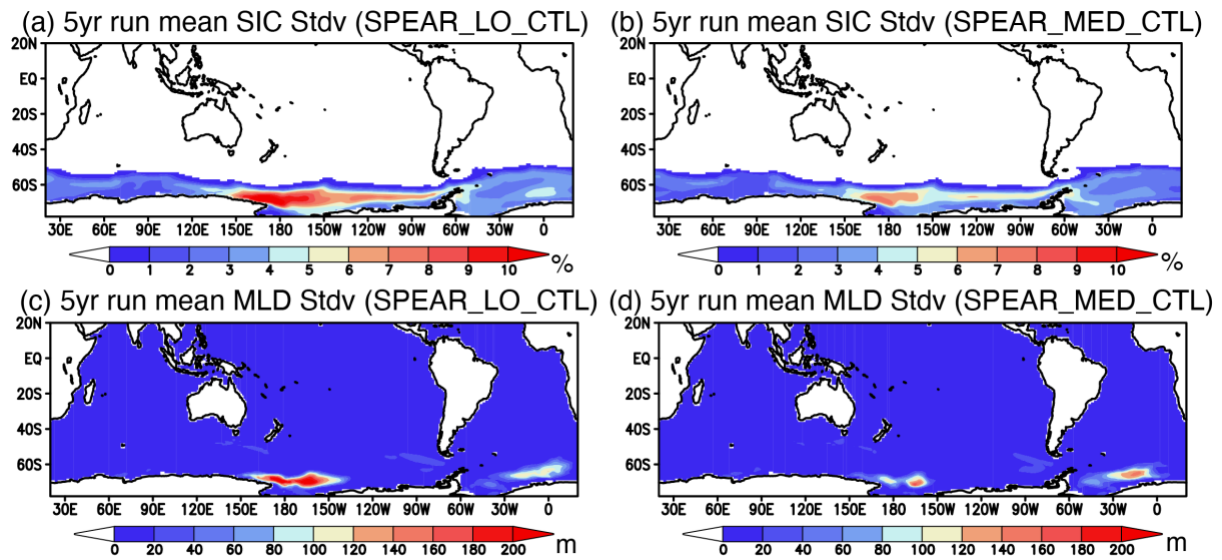 (a) 5yr run mean SIC Stdv (SPEAR_LO_CTL)
20N
EQ
20S
40S
60S
30E 60E 90E 120E 150E 180 150W 120W 90W 60W 30W 0
0 1 2 3 4 5 6 7 8 9 10 %
(b) 5yr run mean SIC Stdv (SPEAR_MED_CTL)
20N
EQ
20S
40S
60S
30E 60E 90E 120E 150E 180 150W 120W 90W 60W 30W 0
0 1 2 3 4 5 6 7 8 9 10 %
(c) 5yr run mean MLD Stdv (SPEAR_LO_CTL)
20N
EQ
20S
40S
60S
30E 60E 90E 120E 150E 180 150W 120W 90W 60W 30W 0
0 20 40 60 80 100 120 140 160 180 200 m
(d) 5yr run mean MLD Stdv (SPEAR_MED_CTL)
20N
EQ
20S
40S
60S
30E 60E 90E 120E 150E 180 150W 120W 90W 60W 30W 0
0 20 40 60 80 100 120 140 160 180 200 m